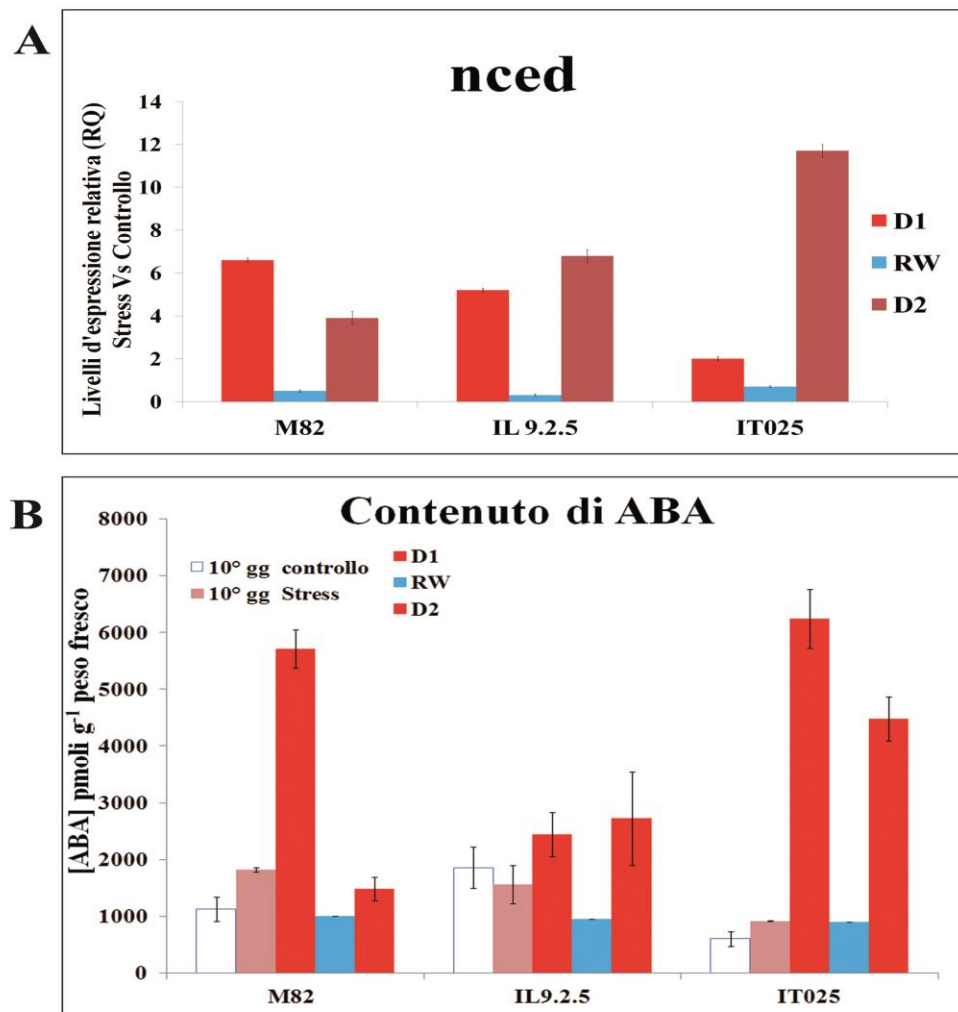 A
nced
Livelli d'espressione relativa (RQ)
Stress Vs Controllo
14
12
10
8
6
4
2
0
D1
RW
D2
M82
IL 9.2.5
IT025
B
Contenuto di ABA
[ABA] pmoli g-1 peso fresco
8000
7000
6000
5000
4000
3000
2000
1000
0
10° gg controllo
10° gg Stress
D1
RW
D2
M82
IL9.2.5
IT025